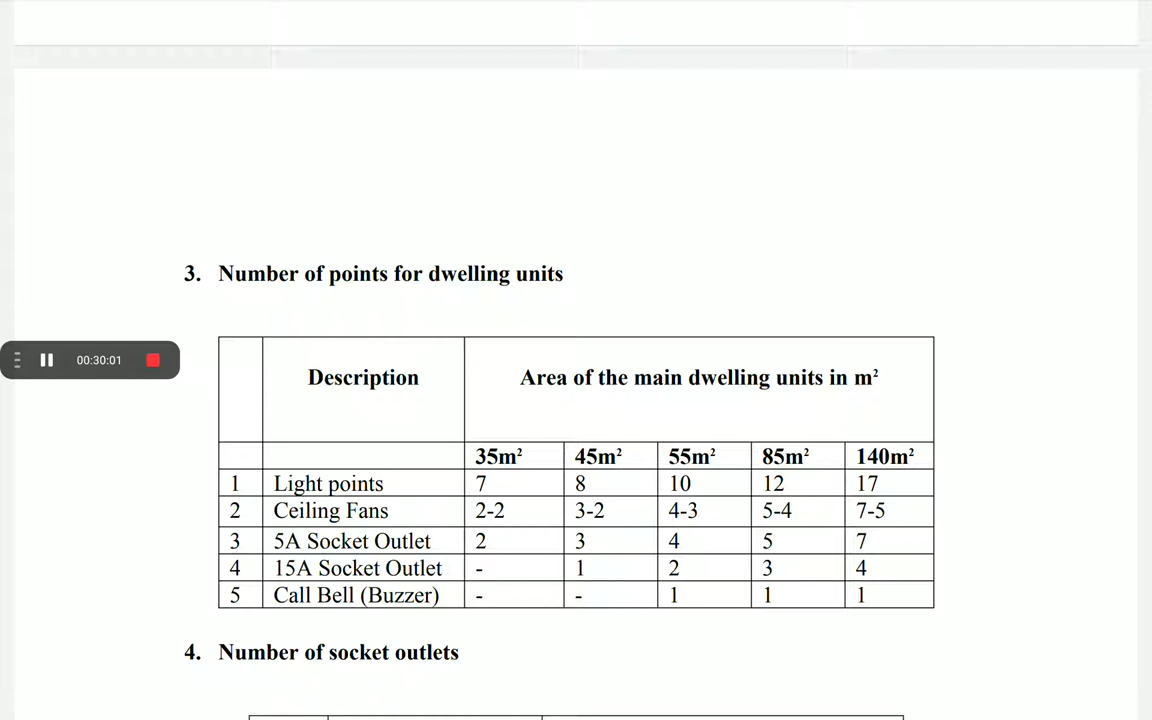 3. Number of points for dwelling units
Description Area of the main dwelling units in m²
35m² 45m² 55m² 85m² 140m²
1 Light points 7 8 10 12 17
2 Ceiling Fans 2-2 3-2 4-3 5-4 7-5
3 5A Socket Outlet 2 3 4 5 7
4 15A Socket Outlet - 1 2 3 4
5 Call Bell (Buzzer) - - 1 1 1
00:30:01
4. Number of socket outlets